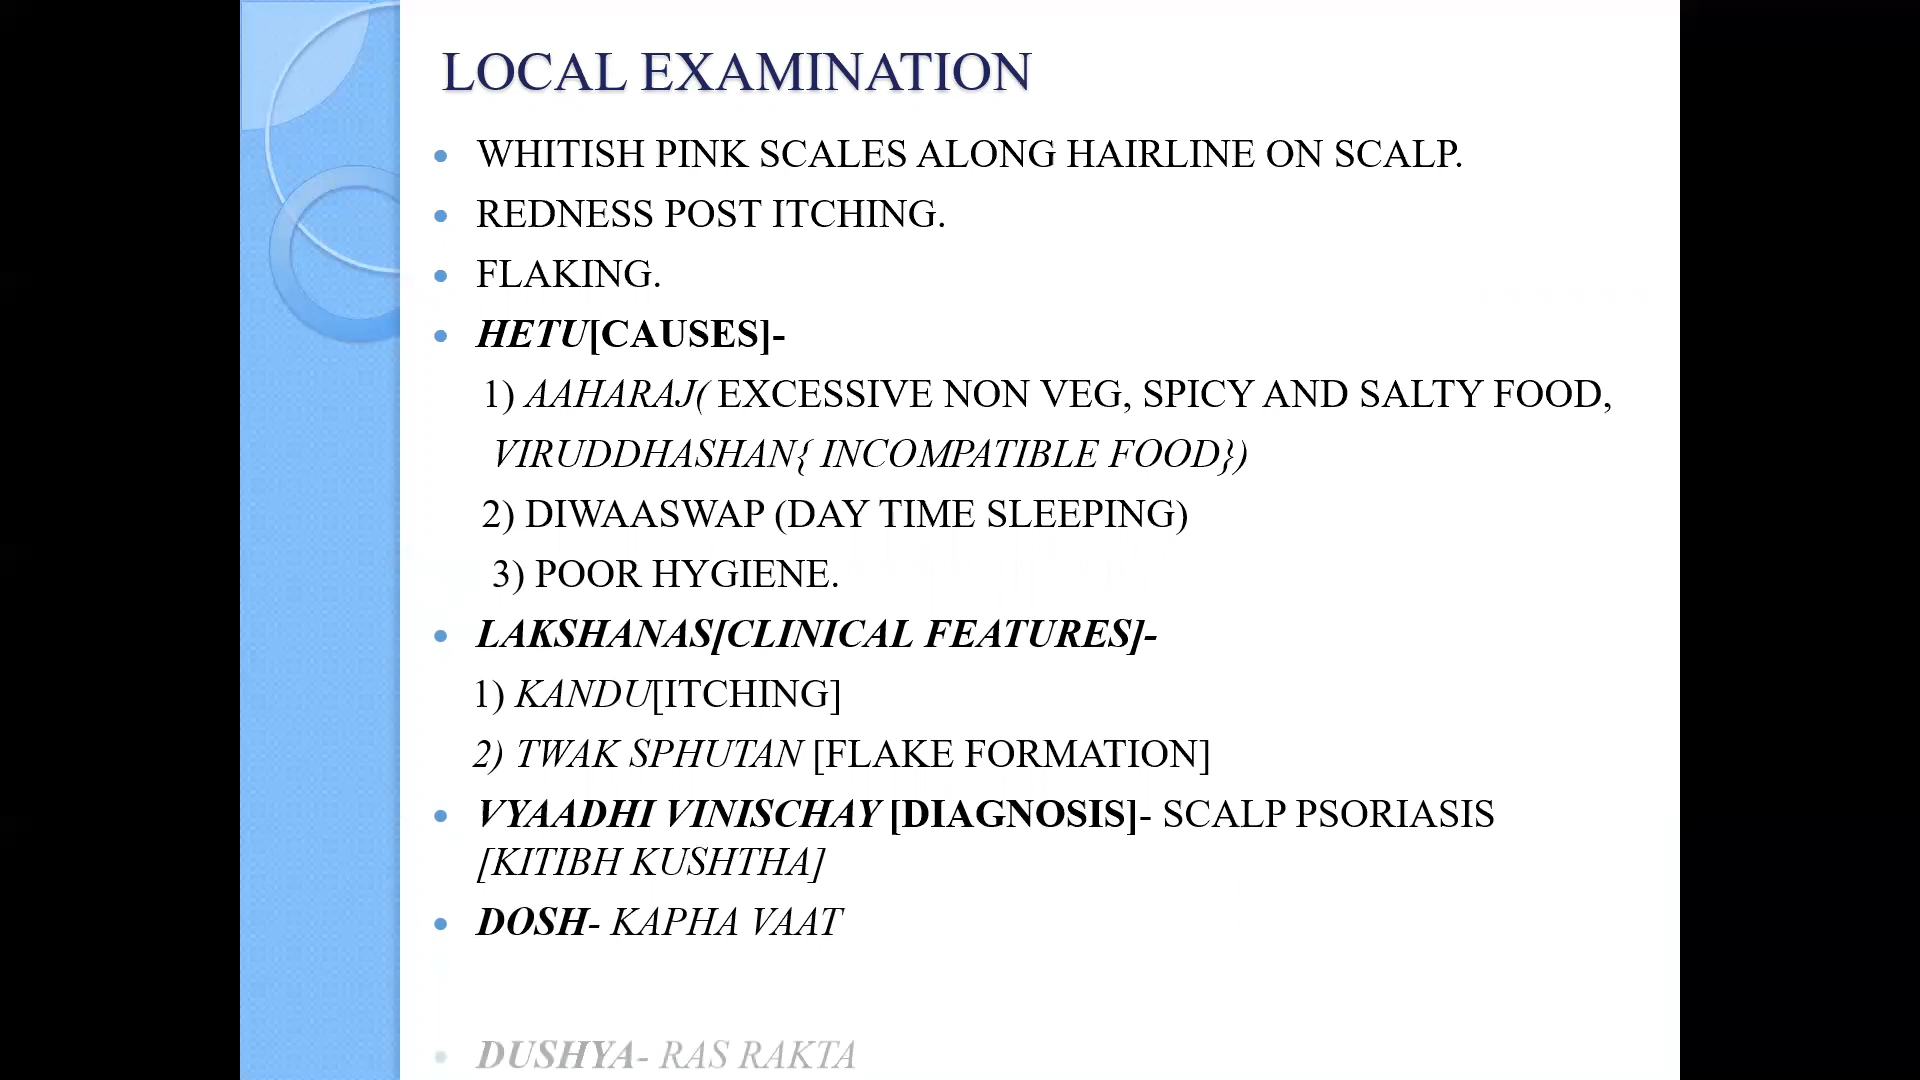 LOCAL EXAMINATION
• WHITISH PINK SCALES ALONG HAIRLINE ON SCALP.
• REDNESS POST ITCHING.
• FLAKING.
• HETU[CAUSES]-
1) AAHARAJ( EXCESSIVE NON VEG, SPICY AND SALTY FOOD,
VIRUDDHASHAN{ INCOMPATIBLE FOOD})
2) DIWAASWAP (DAY TIME SLEEPING)
3) POOR HYGIENE.
• LAKSHANAS[CLINICAL FEATURES]-
1) KANDU[ITCHING]
2) TWAK SPHUTAN [FLAKE FORMATION]
• VYAADHI VINISCHAY [DIAGNOSIS]- SCALP PSORIASIS
[KITIBH KUSHTHA]
• DOSH- KAPHA VAAT
• DUSHYA- RAS RAKTA